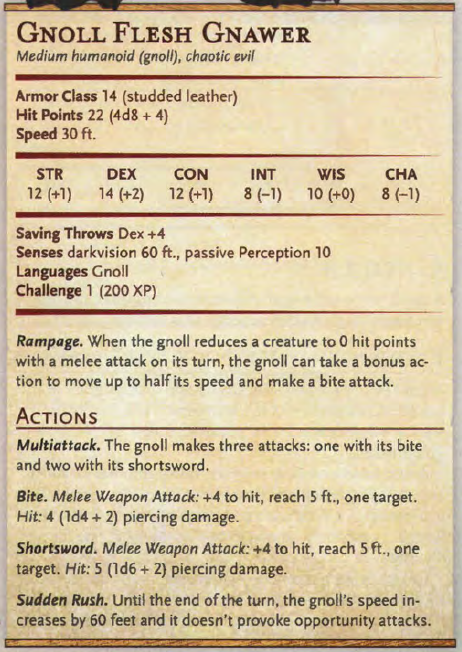 GNOLL FLESH GNAWER
Medium humanoid (gnoll), chaotic evil
Armor Class 14 (studded leather)
Hit Points 22 (4d8 + 4)
Speed 30 ft.
STR DEX CON INT WIS CHA
12 (+1) 14 (+2) 12 (+1) 8 (−1) 10 (+0) 8 (−1)
Saving Throws Dex +4
Senses darkvision 60 ft., passive Perception 10
Languages Gnoll
Challenge 1 (200 XP)
Rampage. When the gnoll reduces a creature to 0 hit points
with a melee attack on its turn, the gnoll can take a bonus ac-
tion to move up to half its speed and make a bite attack.
ACTIONS
Multiattack. The gnoll makes three attacks: one with its bite
and two with its shortsword.
Bite. Melee Weapon Attack: +4 to hit, reach 5 ft., one target.
Hit: 4 (1d4 + 2) piercing damage.
Shortsword. Melee Weapon Attack: +4 to hit, reach 5 ft., one
target. Hit: 5 (1d6 + 2) piercing damage.
Sudden Rush. Until the end of the turn, the gnoll's speed in-
creases by 60 feet and it doesn't provoke opportunity attacks.